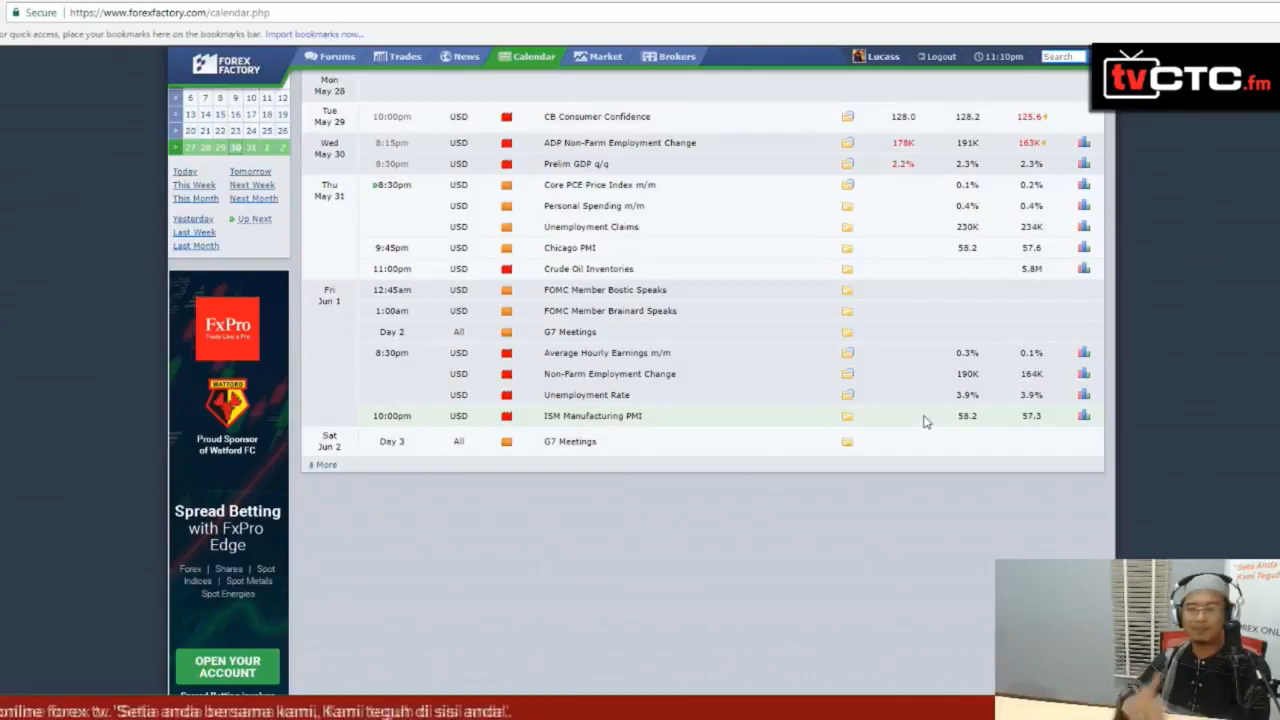 Secure https://www.forexfactory.com/calendar.php
or quick access, place your bookmarks here on the bookmarks bar. Import bookmarks now...
FOREX FACTORY Forums Trades News Calendar Market Brokers Lucass Logout 11:10pm Search
tvCTC.fm
6 7 8 9 10 11 12
13 14 15 16 17 18 19
20 21 22 23 24 25 26
27 28 29 30 31 1 2
Today Tomorrow
This Week Next Week
This Month Next Month
Yesterday Up Next
Last Week
Last Month
Mon May 28
Tue May 29 10:00pm USD CB Consumer Confidence 128.0 128.2 125.6
Wed May 30 8:15pm USD ADP Non-Farm Employment Change 178K 191K 163K
8:30pm USD Prelim GDP q/q 2.2% 2.3% 2.3%
Thu May 31 8:30pm USD Core PCE Price Index m/m 0.1% 0.2%
USD Personal Spending m/m 0.4% 0.4%
USD Unemployment Claims 230K 234K
9:45pm USD Chicago PMI 58.2 57.6
11:00pm USD Crude Oil Inventories 5.8M
Fri Jun 1 12:45am USD FOMC Member Bostic Speaks
1:00am USD FOMC Member Brainard Speaks
Day 2 All G7 Meetings
8:30pm USD Average Hourly Earnings m/m 0.3% 0.1%
USD Non-Farm Employment Change 190K 164K
USD Unemployment Rate 3.9% 3.9%
10:00pm USD ISM Manufacturing PMI 58.2 57.3
Sat Jun 2 Day 3 All G7 Meetings
More
FxPro
Trade Like a Pro
WATFORD
Proud Sponsor
of Watford FC
Spread Betting
with FxPro
Edge
Forex | Shares | Spot
Indices | Spot Metals
Spot Energies
OPEN YOUR
ACCOUNT
Spread Betting involves
"Setia Anda
Kami Teguh
FOREX ONLI
online forex tv. 'Setia anda bersama kami, Kami teguh di sisi anda'.